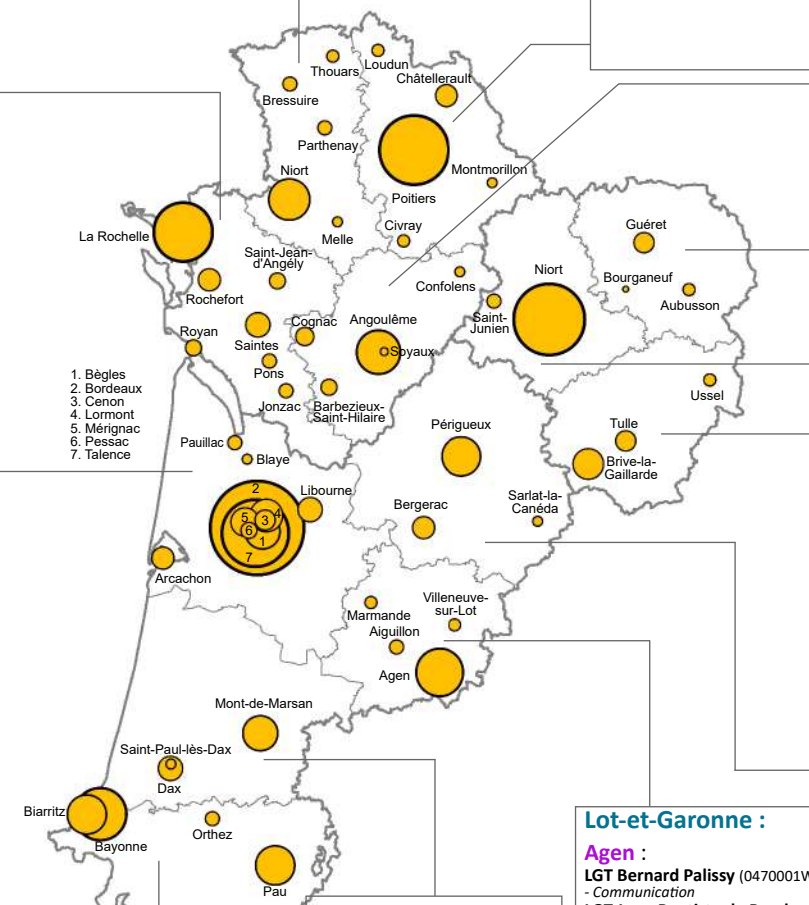 Thouars
Loudun
Châtellerault
Bressuire
Parthenay
Niort
Montmorillon
Poitiers
La Rochelle
Melle
Civray
Guéret
Saint-Jean-
d'Angély
Confolens
Niort
Bourganeuf
Aubusson
Rochefort
Cognac
Angoulême
Saint-
Junien
Royan
Saintes
Soyaux
Pons
Jonzac
Barbezieux-
Saint-Hilaire
Ussel
1. Bègles
2. Bordeaux
3. Cenon
4. Lormont
5. Mérignac
6. Pessac
7. Talence
Périgueux
Tulle
Brive-la-
Gaillarde
Pauillac
Blaye
Libourne
2
5
4
3
6
1
7
Bergerac
Sarlat-la-
Canéda
Arcachon
Marmande
Villeneuve-
sur-Lot
Aiguillon
Agen
Mont-de-Marsan
Saint-Paul-lès-Dax
Dax
Biarritz
Bayonne
Orthez
Pau
Lot-et-Garonne :
Agen :
LGT Bernard Palissy (0470001W
- Communication